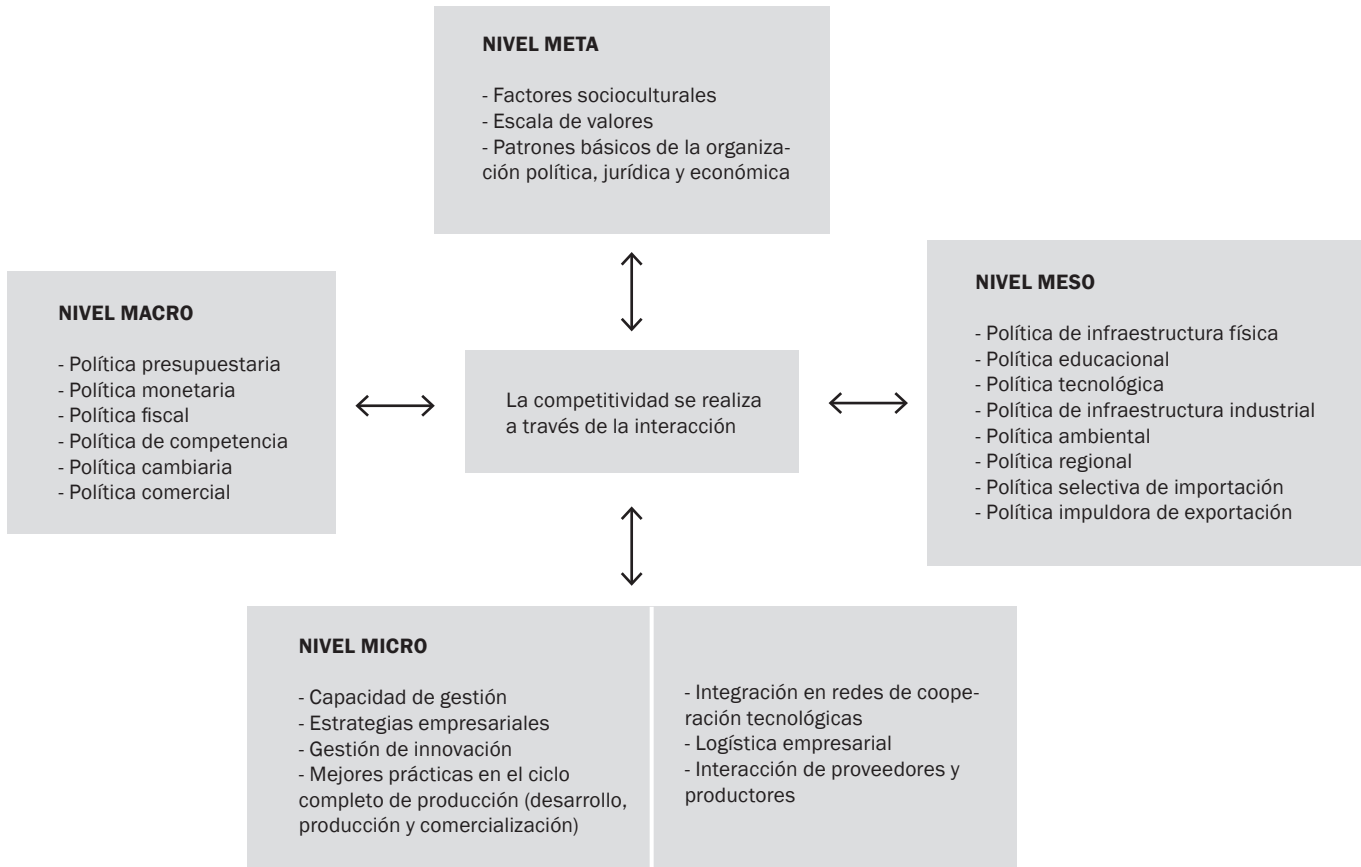 NIVEL META
- Factores socioculturales
- Escala de valores
- Patrones básicos de la organiza-
ción política, jurídica y económica
NIVEL MACRO
- Política presupuestaria
- Política monetaria
- Política fiscal
- Política de competencia
- Política cambiaria
- Política comercial
La competitividad se realiza
a través de la interacción
NIVEL MESO
- Política de infraestructura física
- Política educacional
- Política tecnológica
- Política de infraestructura industrial
- Política ambiental
- Política regional
- Política selectiva de importación
- Política impuldora de exportación
NIVEL MICRO
- Capacidad de gestión
- Estrategias empresariales
- Gestión de innovación
- Mejores prácticas en el ciclo
completo de producción (desarrollo,
producción y comercialización)
- Integración en redes de coope-
ración tecnológicas
- Logística empresarial
- Interacción de proveedores y
productores